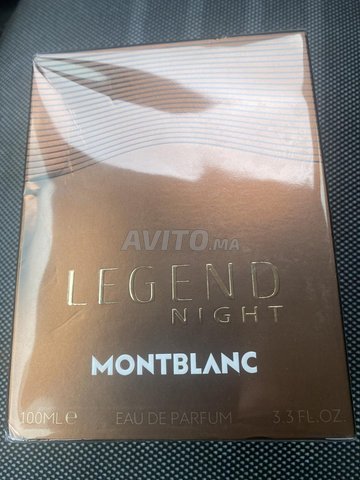 AVITO.MA
LEGEND
NIGHT
MONTBLANC
100ML℮ EAU DE PARFUM 3.3 FL.OZ.